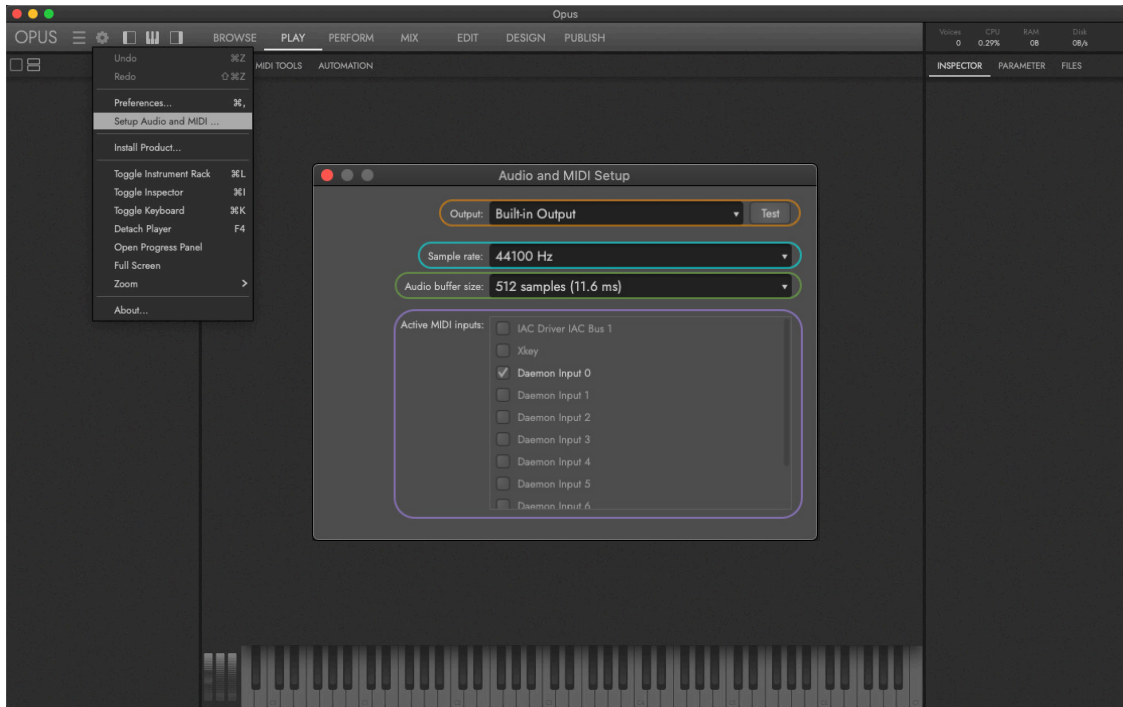 Opus
OPUS BROWSE PLAY PERFORM MIX EDIT DESIGN PUBLISH
Voices CPU RAM Disk
0 0.29% 0B 0B/s
MIDI TOOLS AUTOMATION
INSPECTOR PARAMETER FILES
Undo ⌘Z
Redo ⇧⌘Z
Preferences... ⌘,
Setup Audio and MIDI ...
Install Product...
Toggle Instrument Rack ⌘L
Toggle Inspector ⌘I
Toggle Keyboard ⌘K
Detach Player F4
Open Progress Panel
Full Screen
Zoom >
About...
Audio and MIDI Setup
Output: Built-in Output Test
Sample rate: 44100 Hz
Audio buffer size: 512 samples (11.6 ms)
Active MIDI inputs: IAC Driver IAC Bus 1
Xkey
Daemon Input 0
Daemon Input 1
Daemon Input 2
Daemon Input 3
Daemon Input 4
Daemon Input 5
Daemon Input 6